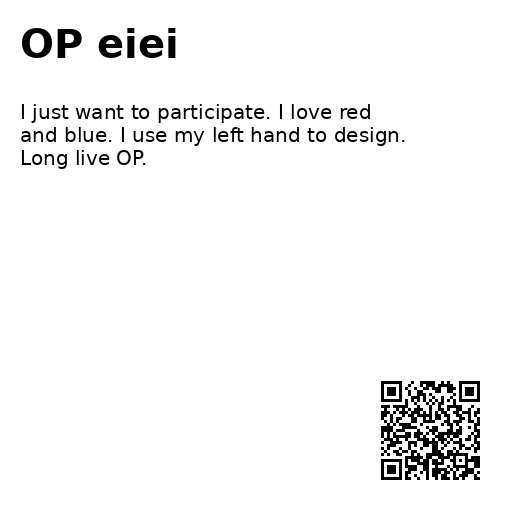 OP eiei
I just want to participate. I love red
and blue. I use my left hand to design.
Long live OP.